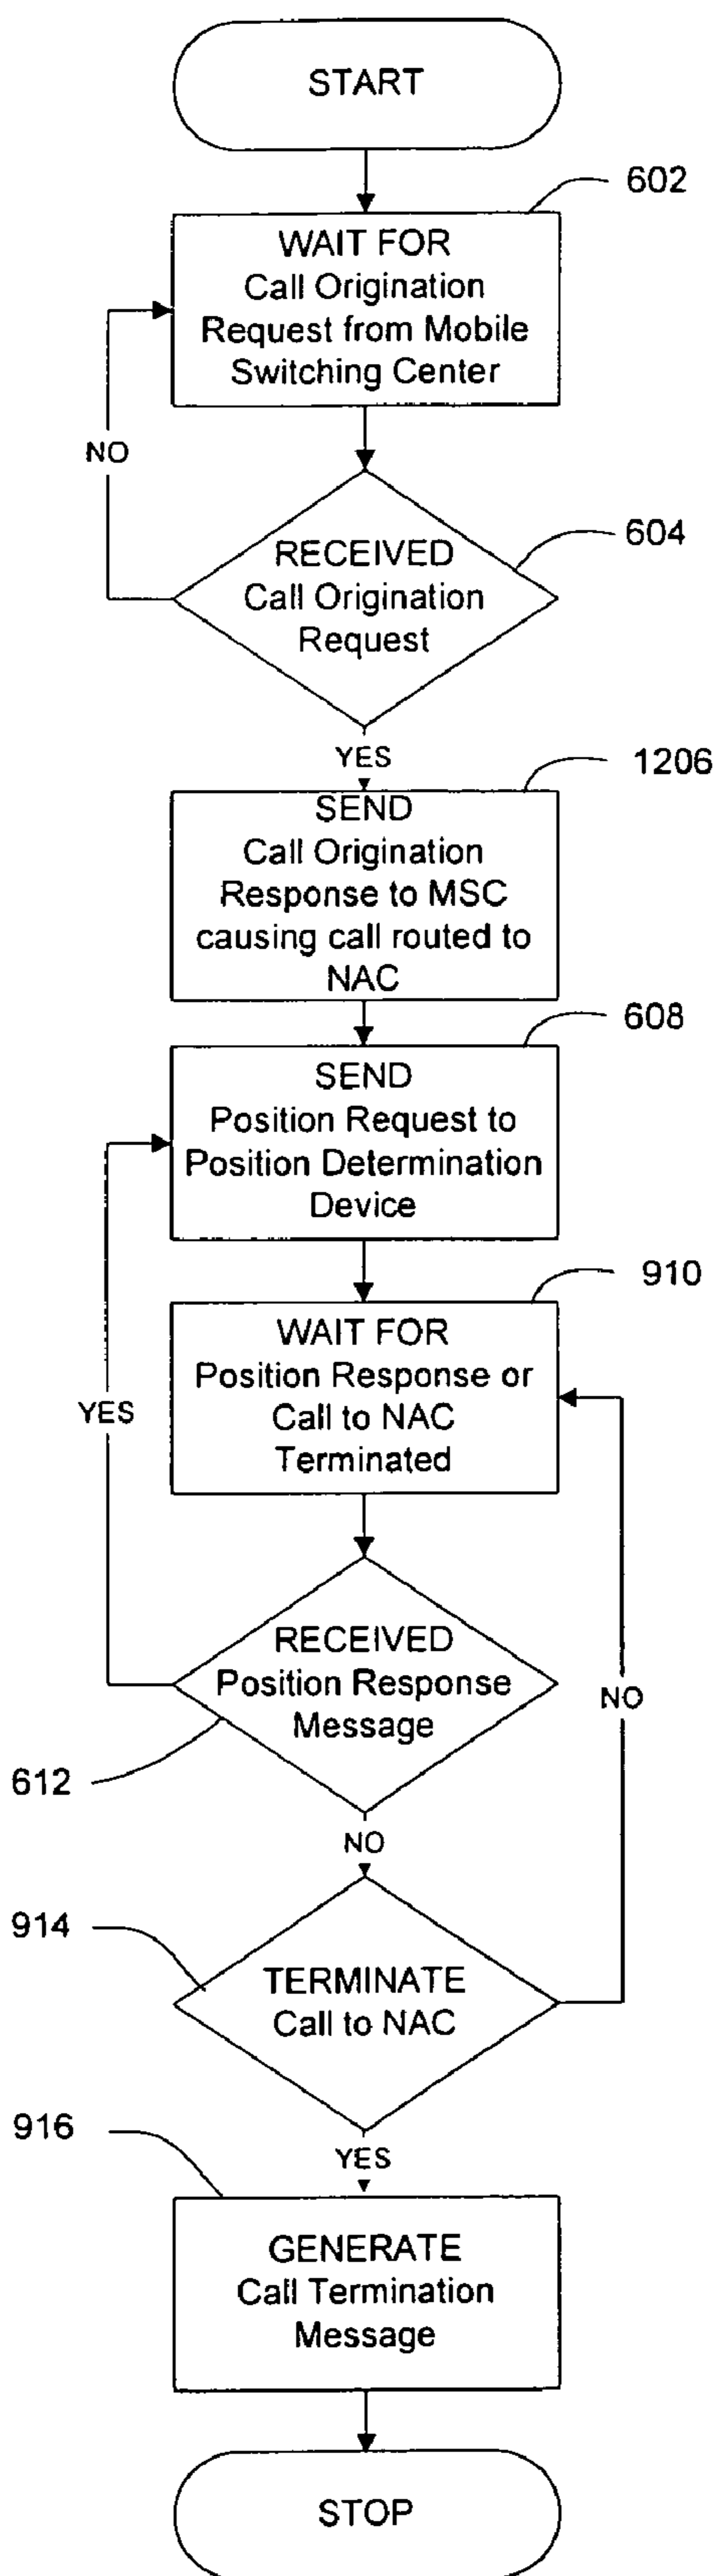 START
602
WAIT FOR
Call Origination
Request from Mobile
Switching Center
NO
604
RECEIVED
Call Origination
Request
YES
1206
SEND
Call Origination
Response to MSC
causing call routed to
NAC
608
SEND
Position Request to
Position Determination
Device
910
WAIT FOR
Position Response or
Call to NAC
Terminated
YES
RECEIVED
Position Response
Message
NO
612
NO
914
TERMINATE
Call to NAC
916
YES
GENERATE
Call Termination
Message
STOP